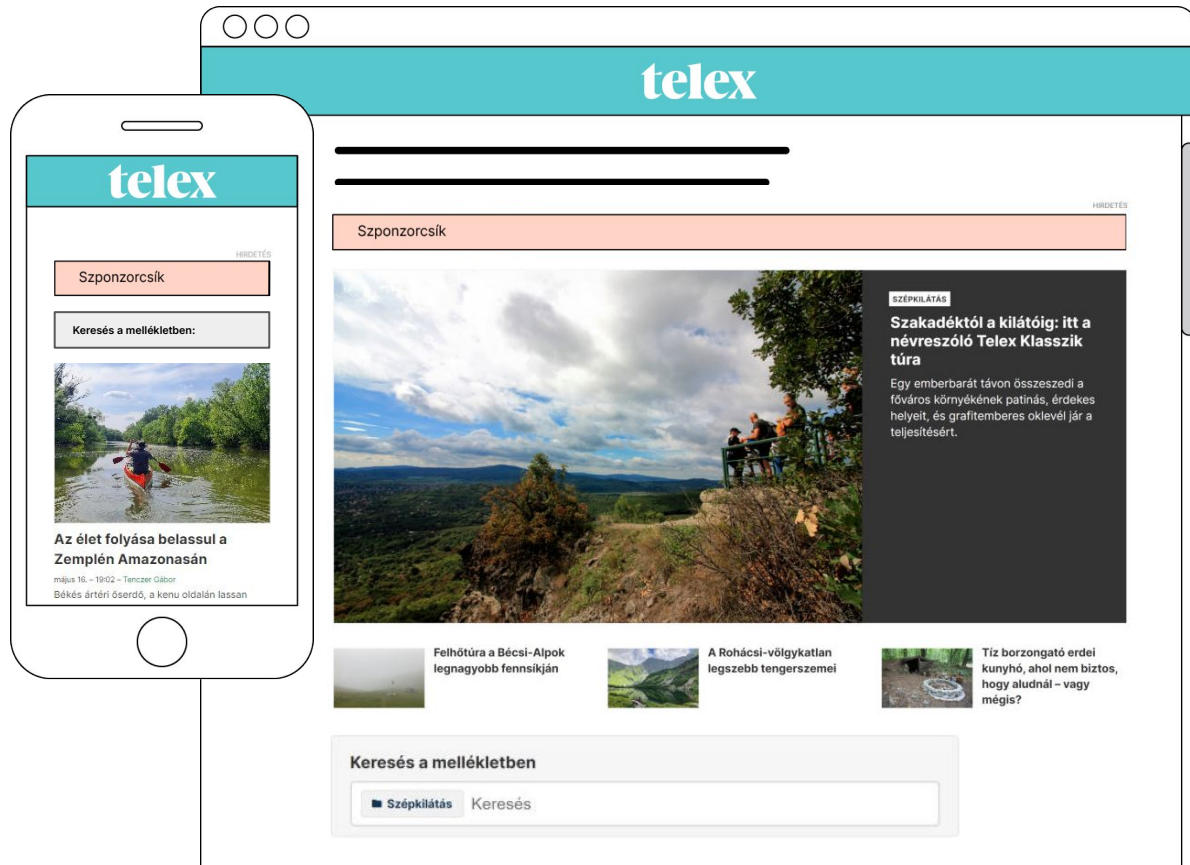 telex
HIRDETÉS
Szponzorcsík
SZÉPKILÁTÁS
Szakadéktól a kilátóig: itt a
névreszóló Telex Klasszik
túra
Egy emberbarát távon összeszedi a
főváros környékének patinás, érdekes
helyeit, és grafitemberes oklevél jár a
teljesítésért.
Felhőtúra a Bécsi-Alpok
legnagyobb fennsíkján
A Rohácsi-völgykatlan
legszebb tengerszemei
Tíz borzongató erdei
kunyhó, ahol nem biztos,
hogy aludnál – vagy
mégis?
Keresés a mellékletben
Szépkilátás Keresés
telex
HIRDETÉS
Szponzorcsík
Keresés a mellékletben:
Az élet folyása belassul a
Zemplén Amazonasán
május 16. – 19:02 – Tenczer Gábor
Békés ártéri őserdő, a kenu oldalán lassan